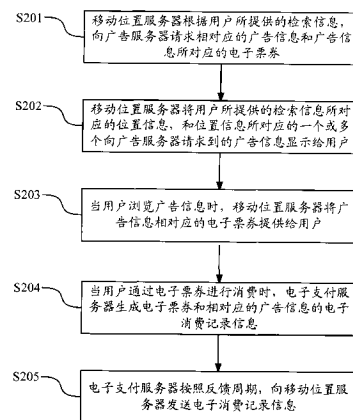 S201
移动位置服务器根据用户所提供的检索信息，
向广告服务器请求相对应的广告信息和广告信
息所对应的电子票券
S202
移动位置服务器将用户所提供的检索信息所对
应的位置信息，和位置信息所对应的一个或多
个向广告服务器请求到的广告信息显示给用户
S203
当用户浏览广告信息时，移动位置服务器将广
告信息相对应的电子票券提供给用户
S204
当用户通过电子票券进行消费时，电子支付服
务器生成电子票券和相对应的广告信息的电子
消费记录信息
S205
电子支付服务器按照反馈周期，向移动位置服
务器发送电子消费记录信息